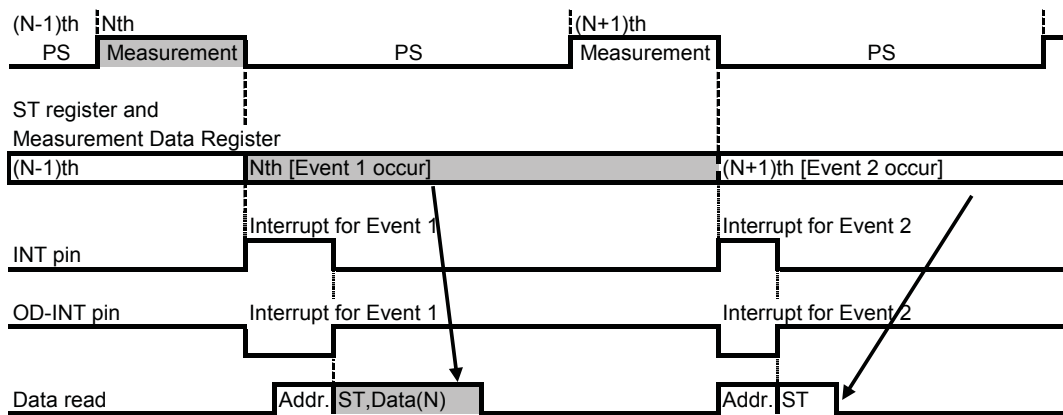 (N-1)th Nth (N+1)th
PS Measurement PS Measurement PS
ST register and
Measurement Data Register
(N-1)th Nth [Event 1 occur] (N+1)th [Event 2 occur]
Interrupt for Event 1 Interrupt for Event 2
INT pin
OD-INT pin Interrupt for Event 1 Interrupt for Event 2
Data read Addr. ST,Data(N) Addr. ST